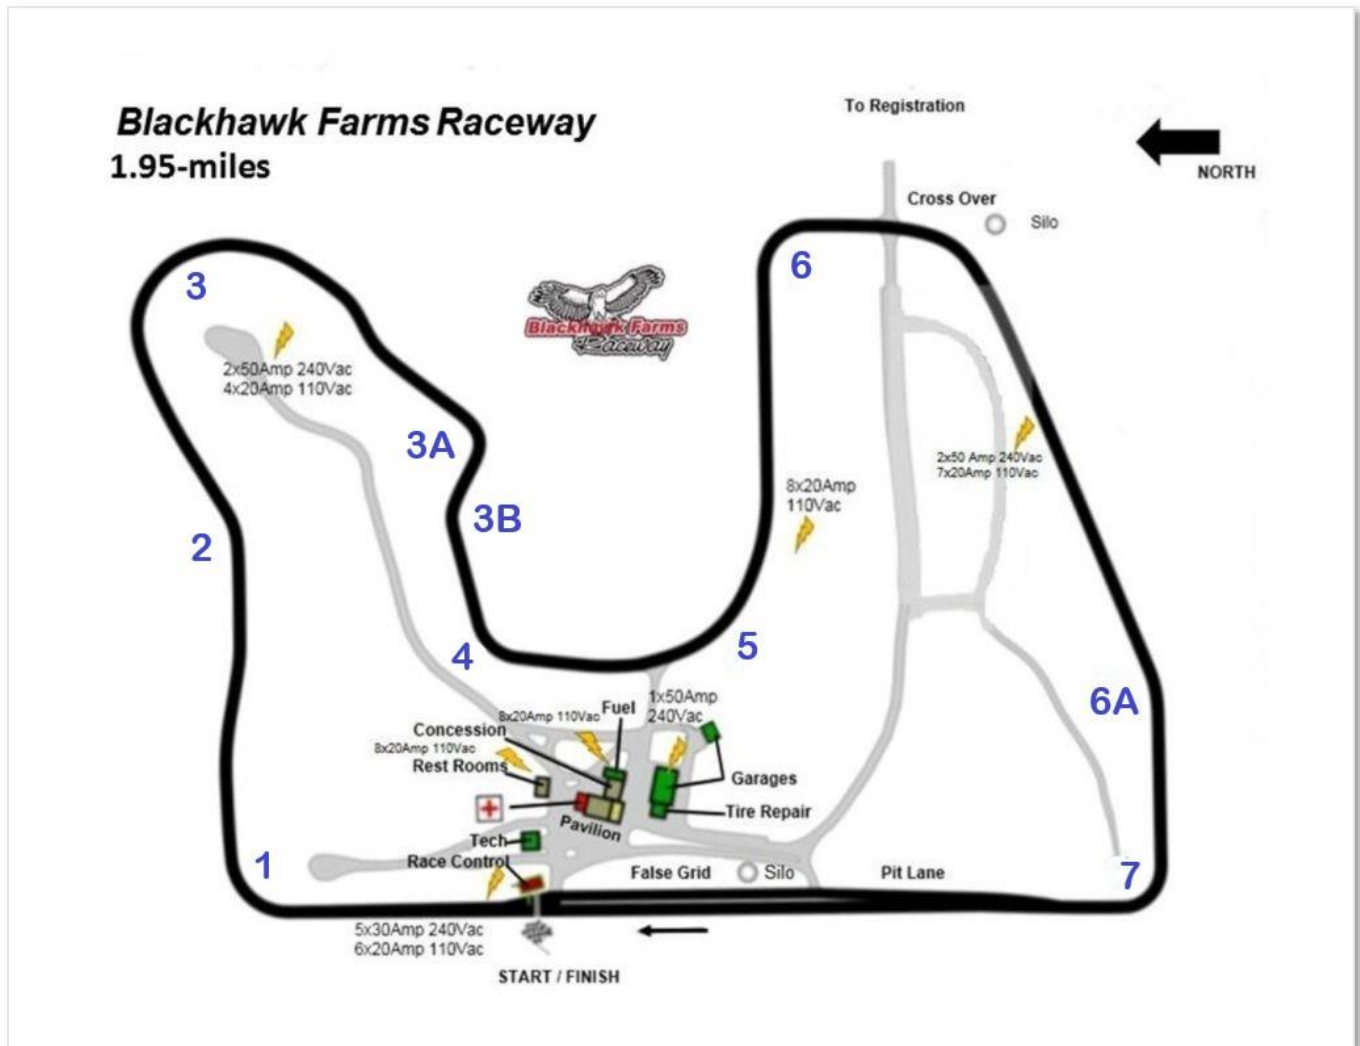 Blackhawk Farms Raceway
1.95-miles
To Registration
NORTH
Cross Over
Silo
3
6
Blackhawk Farms
Raceway
2x50Amp 240Vac
4x20Amp 110Vac
3A
2x50 Amp 240Vac
7x20Amp 110Vac
8x20Amp
110Vac
3B
2
5
4
6A
1x50Amp
240Vac
Fuel
8x20Amp 110Vac
Concession
8x20Amp 110Vac
Rest Rooms
Garages
Tire Repair
Pavilion
Tech
Race Control
1
False Grid
Silo
Pit Lane
7
5x30Amp 240Vac
6x20Amp 110Vac
START / FINISH